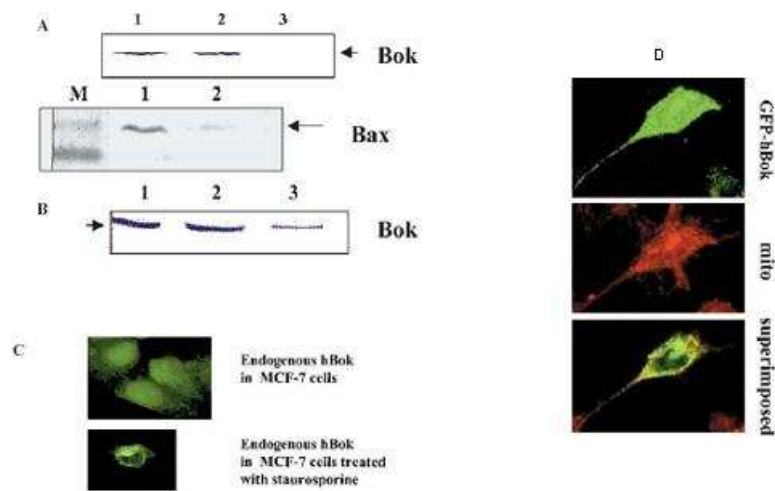 A
1 2 3
Bok
M 1 2
Bax
B
1 2 3
Bok
C
Endogenous hBok
in MCF-7 cells
Endogenous hBok
in MCF-7 cells treated
with staurosporine
D
GFP-hBok
mito
superimposed